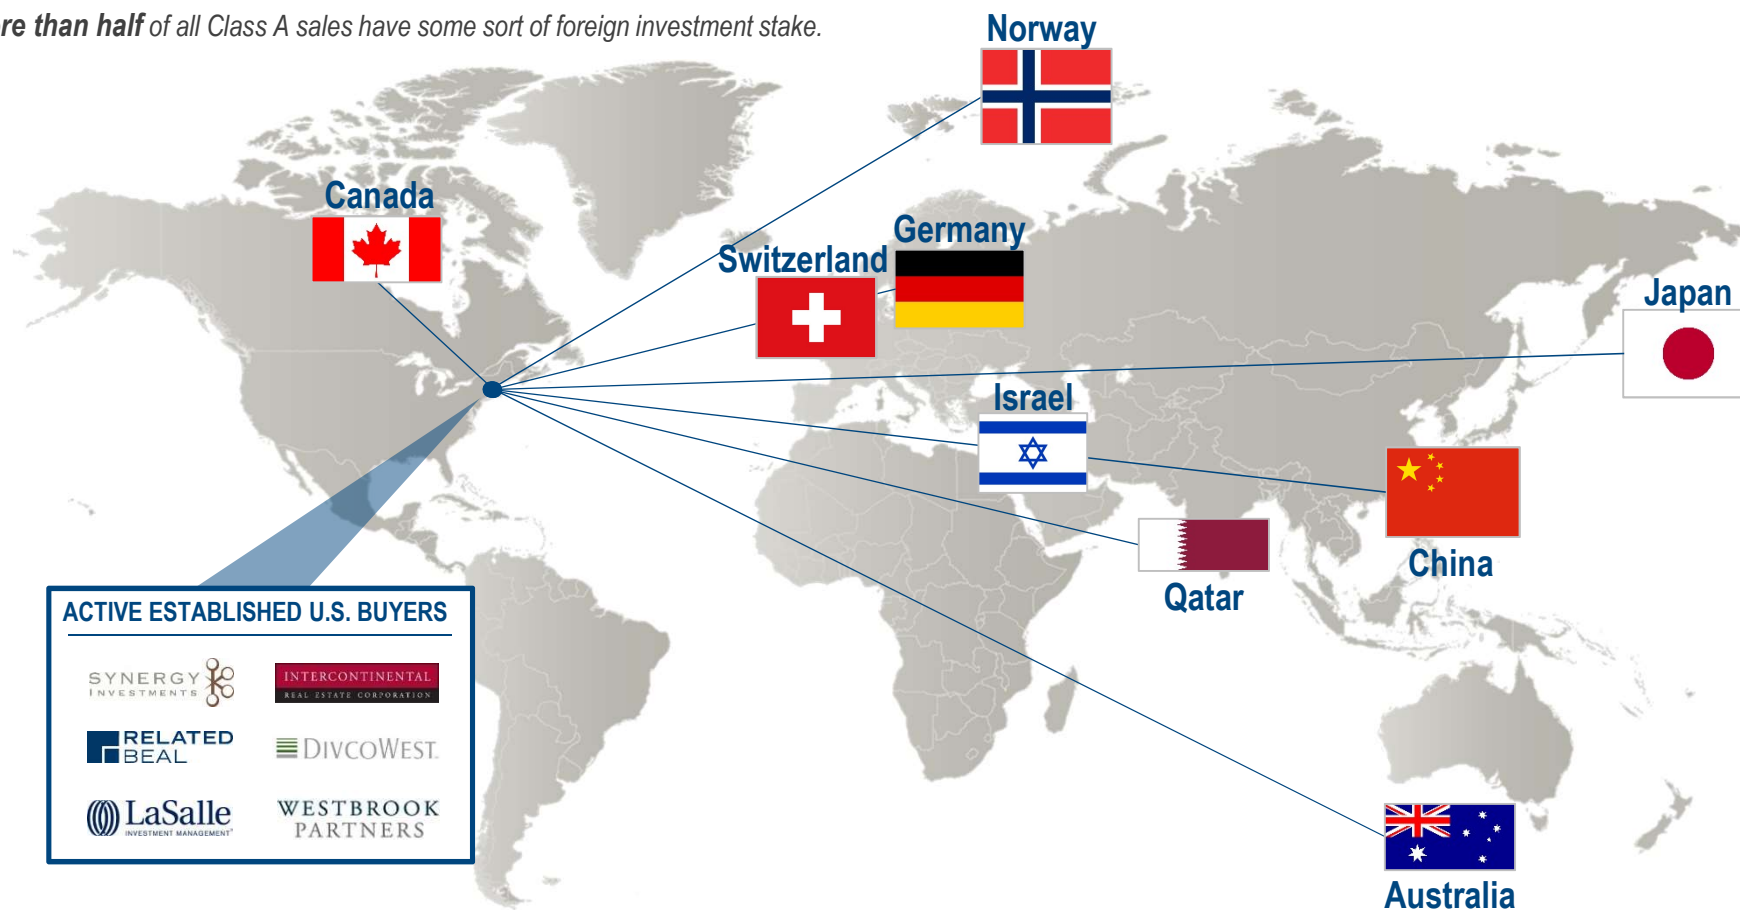 re than half of all Class A sales have some sort of foreign investment stake.
Norway
Canada
Germany
Switzerland
Japan
Israel
China
Qatar
ACTIVE ESTABLISHED U.S. BUYERS
SYNERGY
INVESTMENTS
INTERCONTINENTAL
REAL ESTATE CORPORATION
RELATED
BEAL
DIVCOWEST.
LaSalle
INVESTMENT MANAGEMENT®
WESTBROOK
PARTNERS
Australia